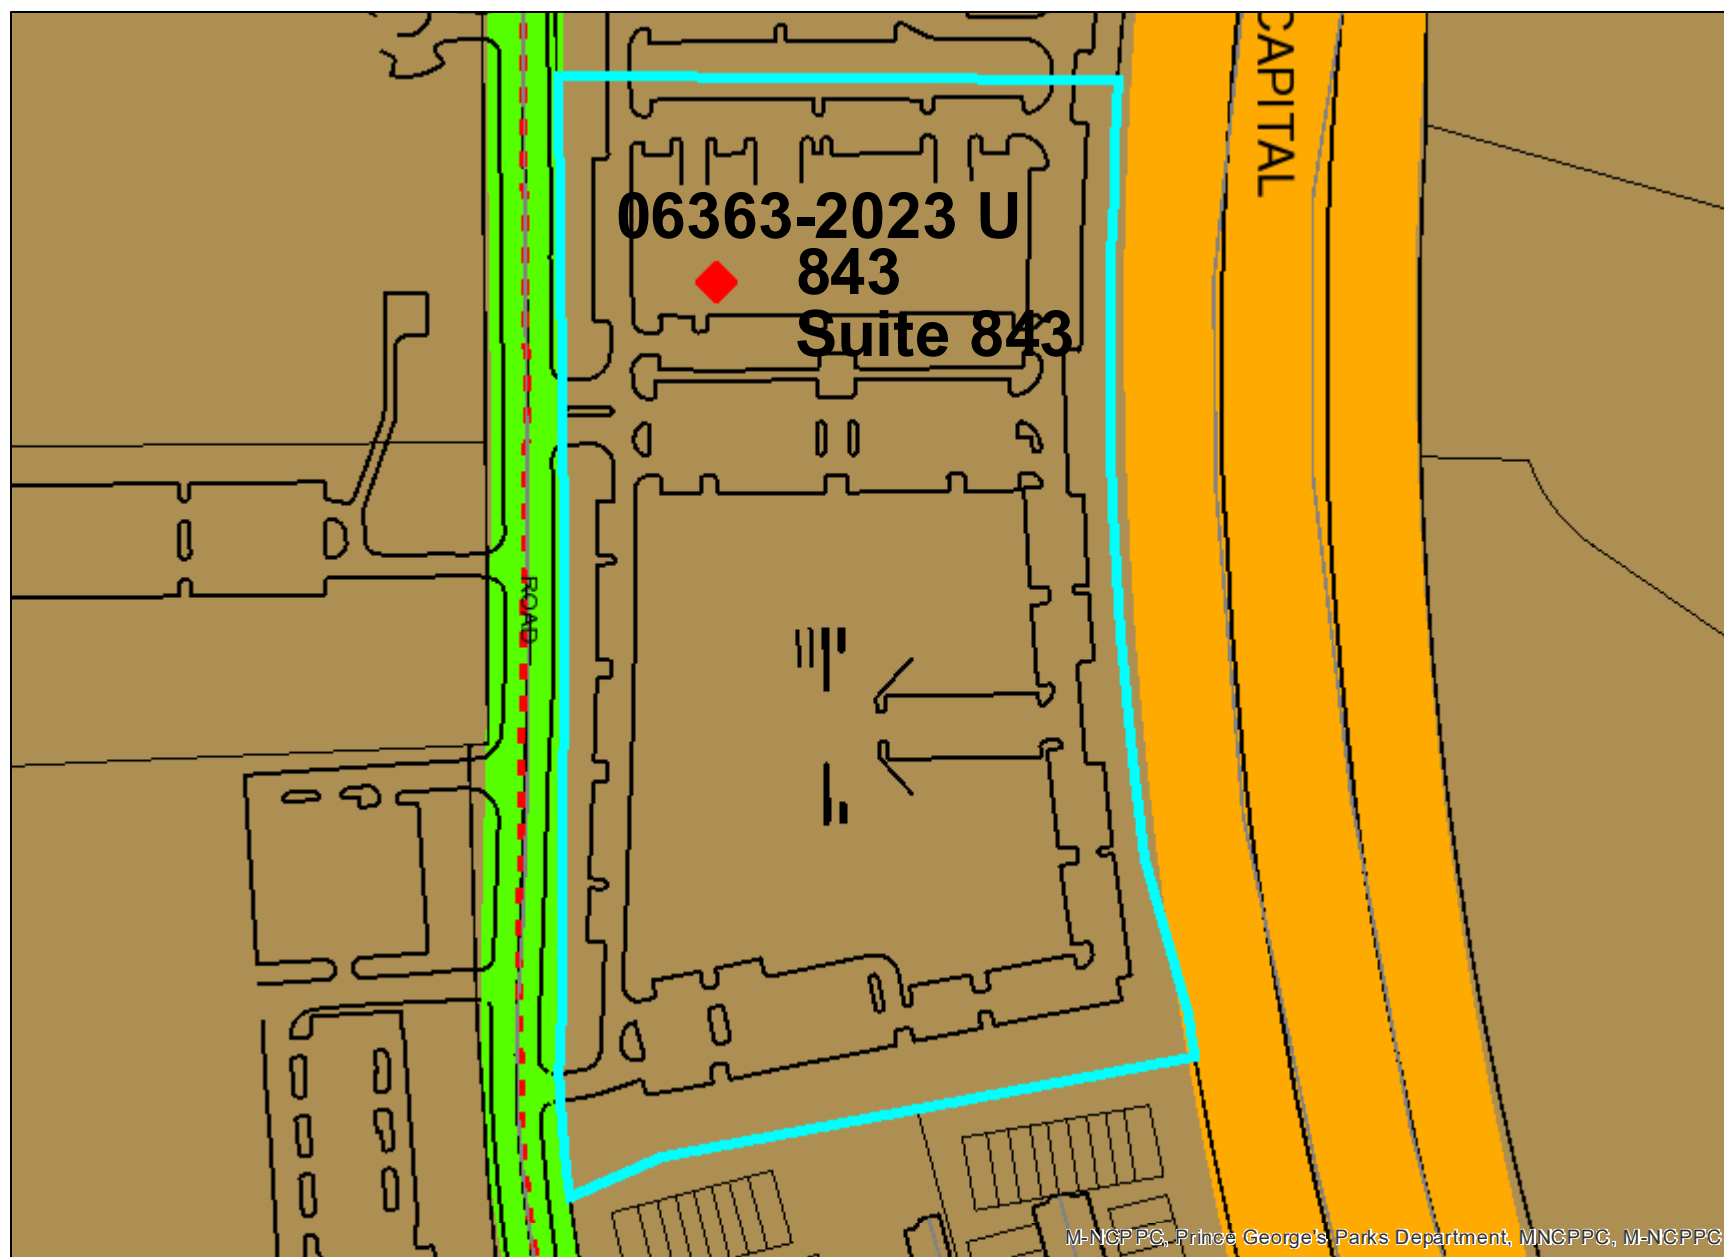 CAPITAL
06363-2023 U
843
Suite 843
ROAD
M-NCPPC, Prince George's Parks Department, MNCPPC, M-NCPPC